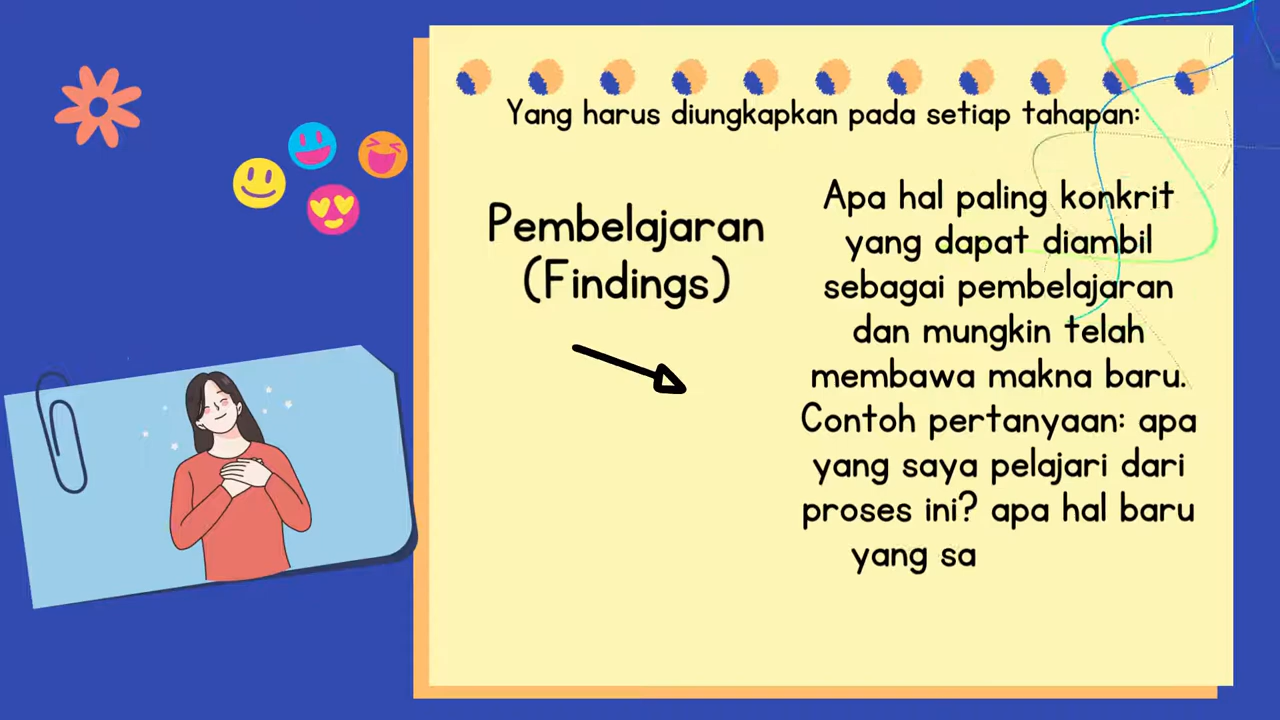 Yang harus diungkapkan pada setiap tahapan:
Pembelajaran
(Findings)
Apa hal paling konkrit
yang dapat diambil
sebagai pembelajaran
dan mungkin telah
membawa makna baru.
Contoh pertanyaan: apa
yang saya pelajari dari
proses ini? apa hal baru
yang sa